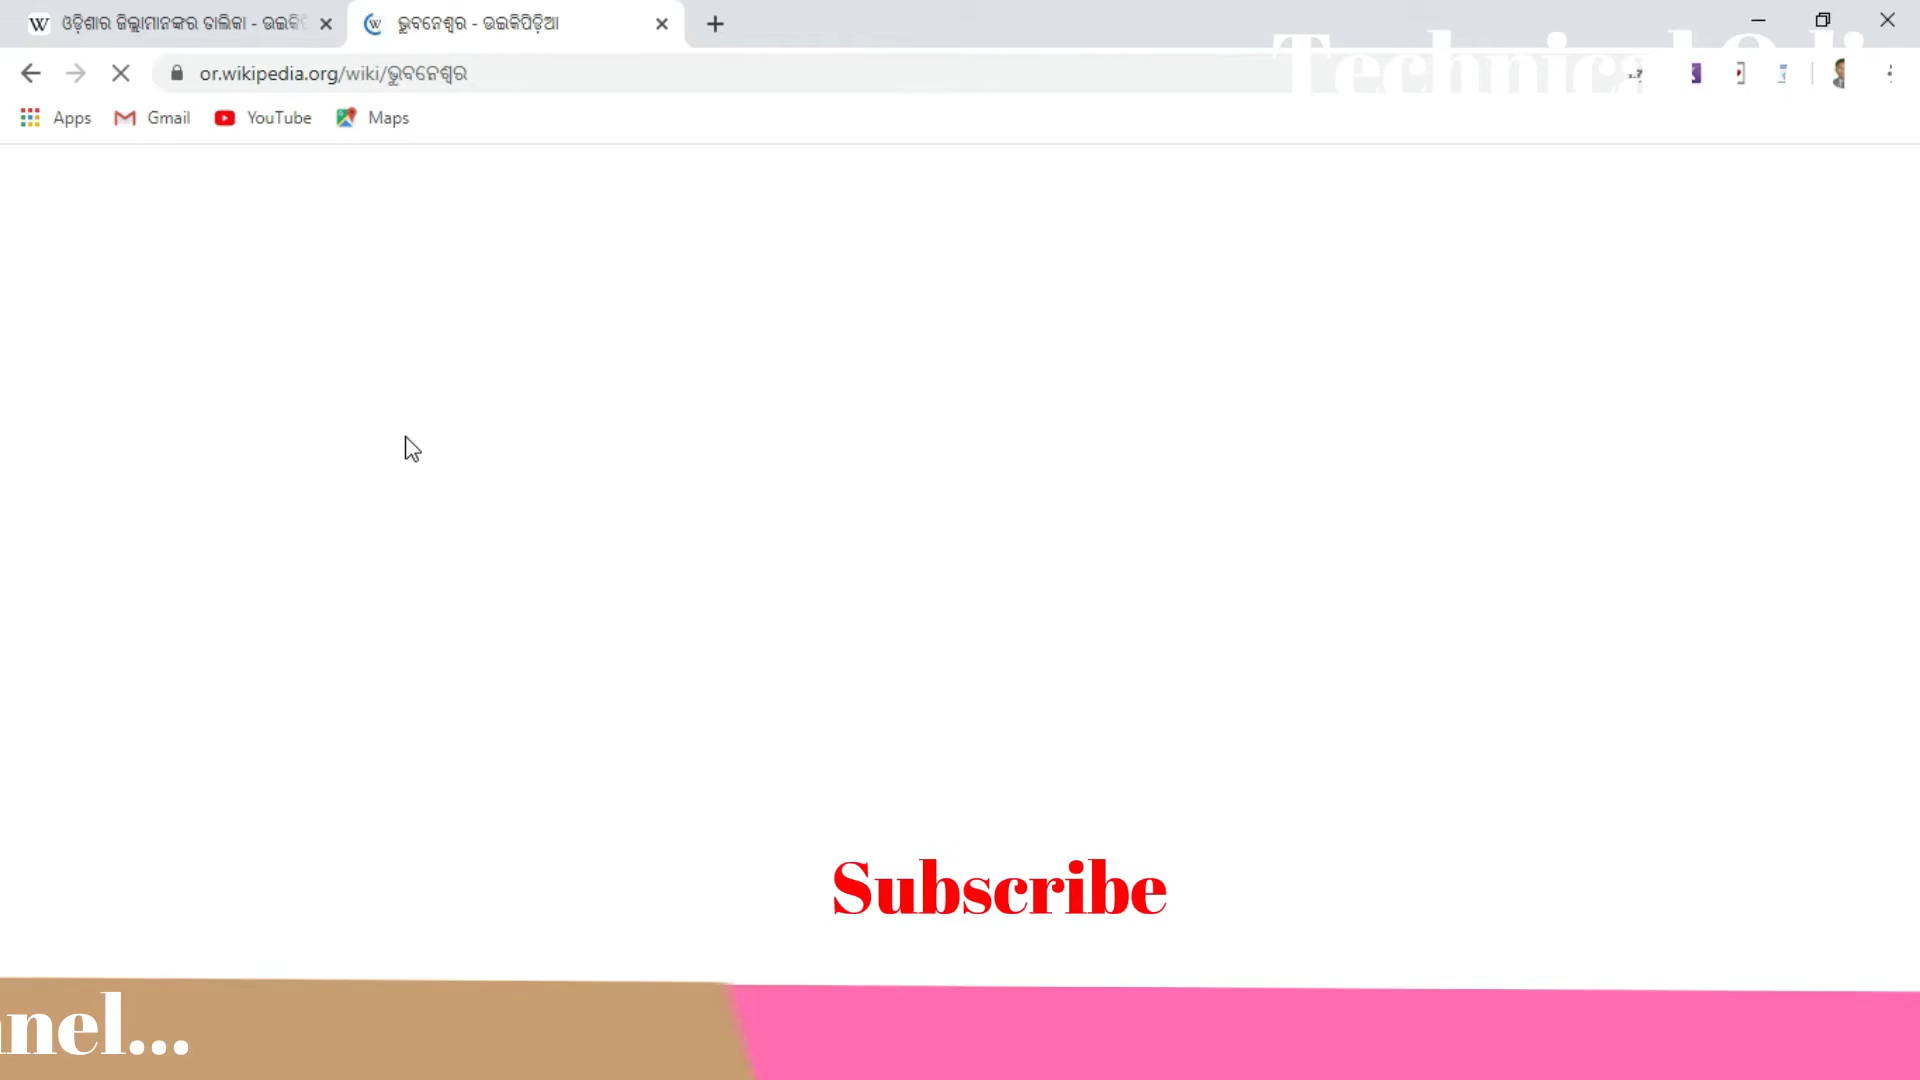 ଓଡ଼ିଶାର ଜିଲ୍ଲାମାନଙ୍କର ତାଲିକା - ଉଇକି
ଭୁବନେଶ୍ୱର - ଉଇକିପିଡ଼ିଆ
or.wikipedia.org/wiki/ଭୁବନେଶ୍ୱର
Technical
Apps Gmail YouTube Maps
Subscribe
nel...